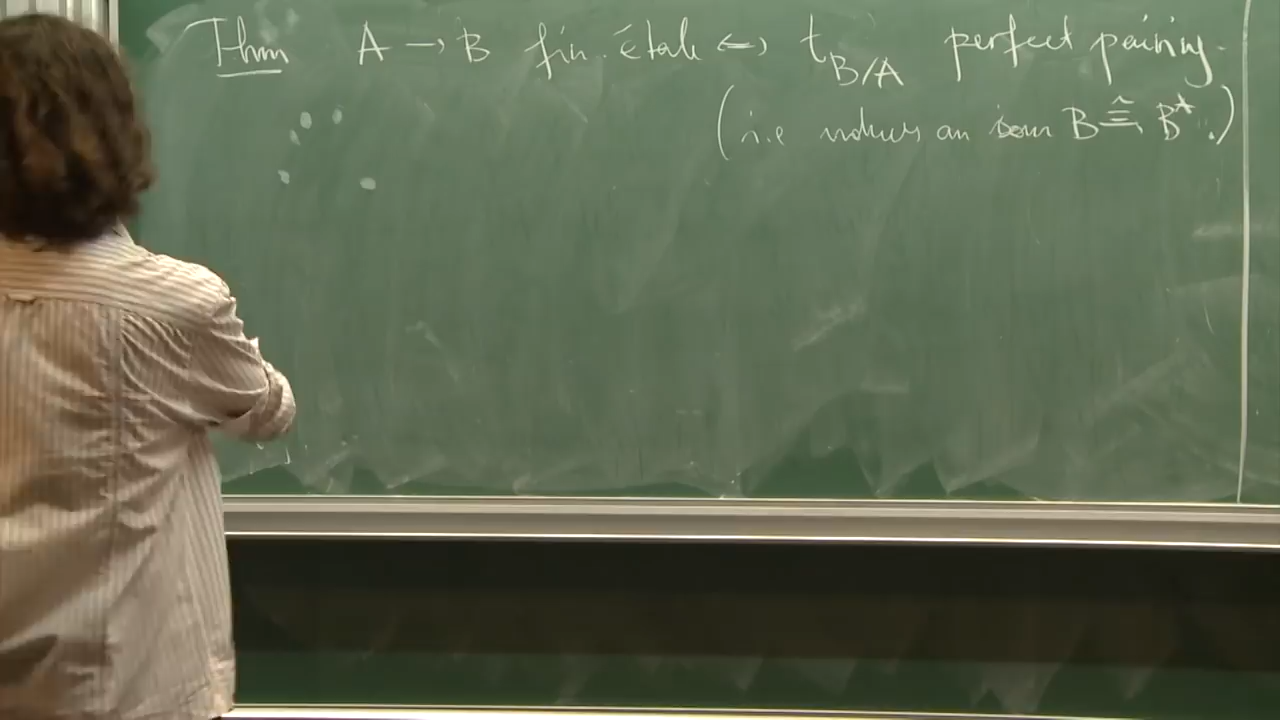 Thm A → B fin. étale ↔ t_{B/A} perfect pairing.
(i.e induces an isom B ≅ B*.)